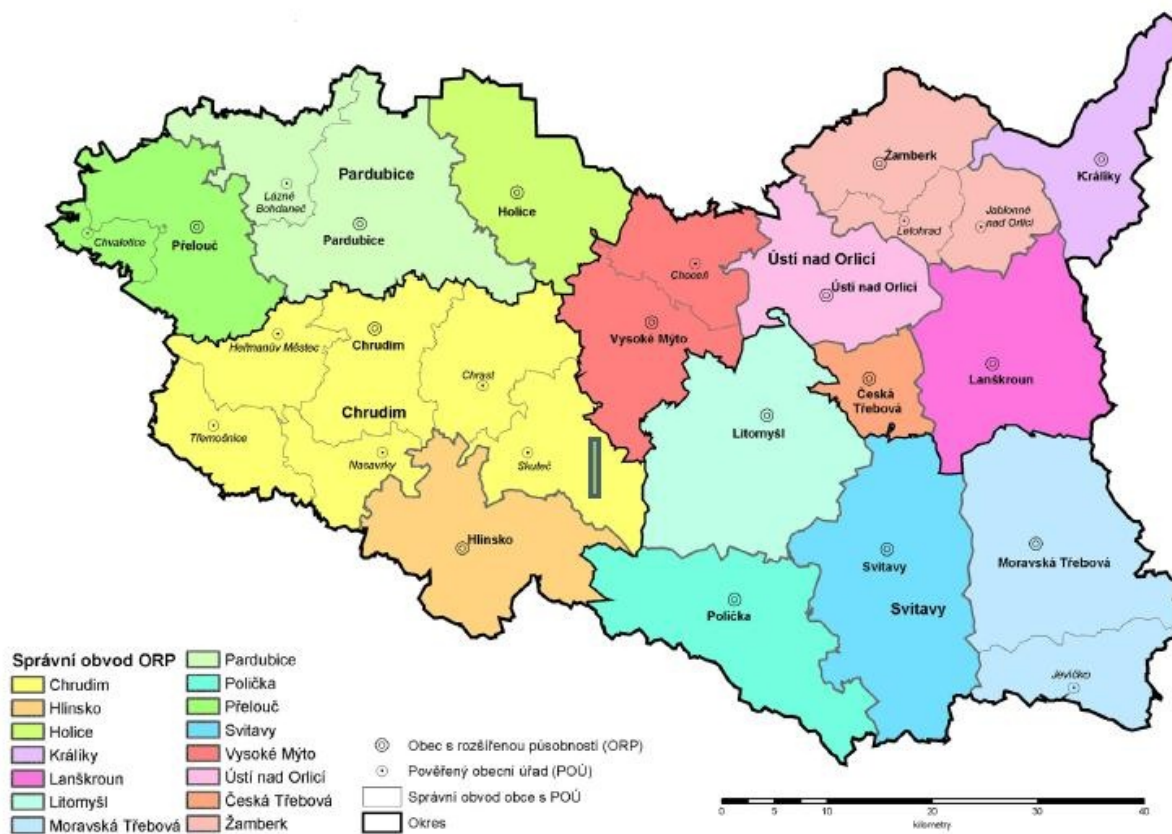 Žamberk
Králíky
Pardubice
Lázně
Bohdaneč
Holice
Letohrad
Jablonné
nad Orlicí
Chvaletice
Přelouč
Pardubice
Choceň
Ústí nad Orlicí
Ústí nad Orlicí
Heřmanův Městec
Chrudim
Vysoké Mýto
Chrast
Lanškroun
Česká
Třebová
Chrudim
Třemošnice
Litomyšl
Nasavrky
Skuteč
Hlinsko
Svitavy
Moravská Třebová
Polička
Svitavy
Jevíčko
Správní obvod ORP
Chrudim
Hlinsko
Holice
Králíky
Lanškroun
Litomyšl
Moravská Třebová
Pardubice
Polička
Přelouč
Svitavy
Vysoké Mýto
Ústí nad Orlicí
Česká Třebová
Žamberk
Obec s rozšířenou působností (ORP)
Pověřený obecní úřad (POÚ)
Správní obvod obce s POÚ
Okres
0 5 10 20 30 40
kilometry